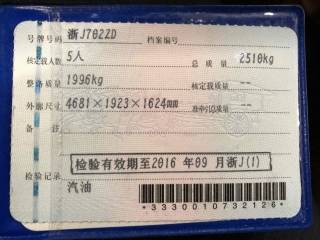 号牌号码 浙J702ZD 档案编号
核定载人数 5人 总质量 2510kg
整备质量 1996kg 核定载质量 --
外廓尺寸 4681×1923×1624mm 准牵引总质量 --
备注
检验有效期至2016年09月浙J(1)
检验记录
汽油
*3330010732126*